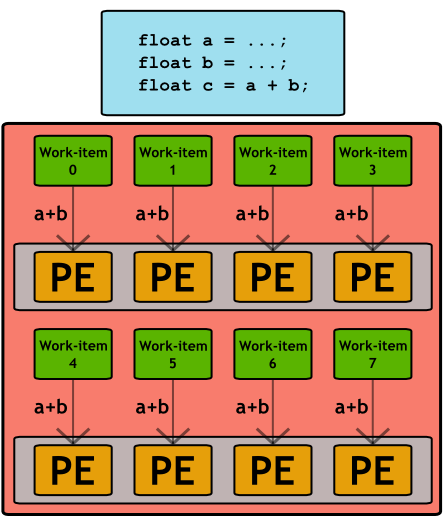 float a = ...;
float b = ...;
float c = a + b;
Work-item Work-item Work-item Work-item
0 1 2 3
a+b a+b a+b a+b
PE PE PE PE
Work-item Work-item Work-item Work-item
4 5 6 7
a+b a+b a+b a+b
PE PE PE PE